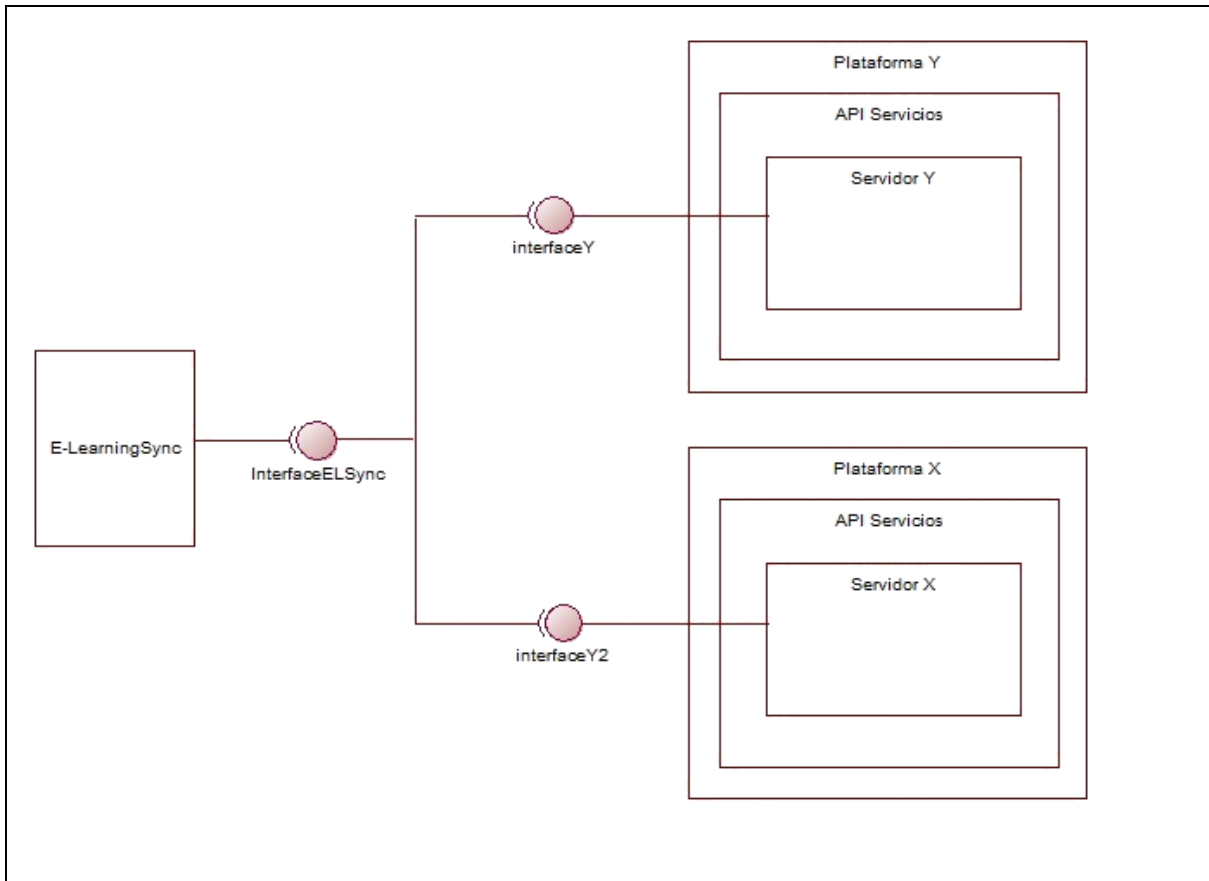 Plataforma Y
API Servicios
Servidor Y
interfaceY
E-LearningSync
InterfaceELSync
Plataforma X
API Servicios
Servidor X
interfaceY2